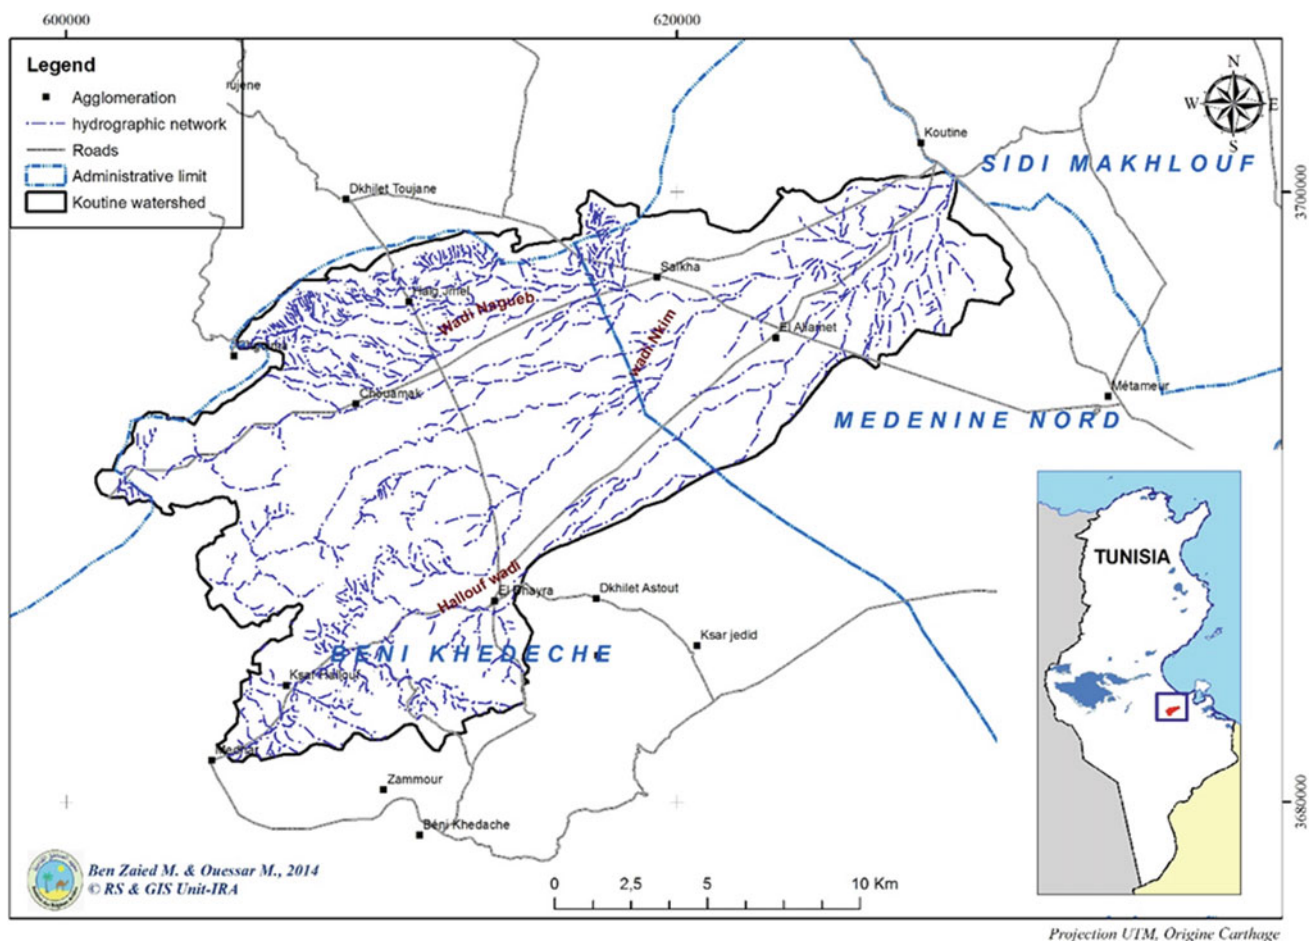 600000
620000
Legend
Agglomeration
hydrographic network
Roads
Administrative limit
Koutine watershed
rujene
N
W
E
S
Koutine
SIDI MAKHLOUF
Dkhilet Toujane
3700000
Salkha
Wadi Nagueb
wadi Nkim
El Allamet
Chouamak
Métameur
MEDENINE NORD
TUNISIA
Hallouf wadi
El Dhayra
Dkhilet Astout
Ksar jedid
BENI KHEDECHE
Ksar Hallouf
Zammour
Béni Khedache
3680000
Ben Zaied M. & Ouessar M., 2014
© RS & GIS Unit-IRA
0 2,5 5 10 Km
Projection UTM, Origine Carthage